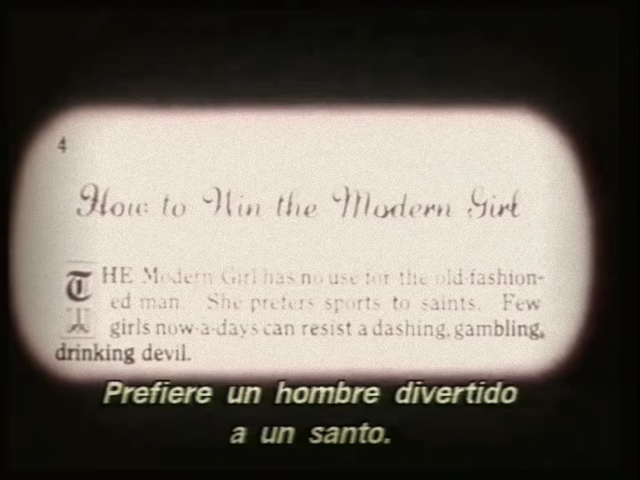 4
How to Win the Modern Girl
THE Modern Girl has no use for the old-fashion-
ed man. She prefers sports to saints. Few
girls now-a-days can resist a dashing, gambling,
drinking devil.
Prefiere un hombre divertido
a un santo.